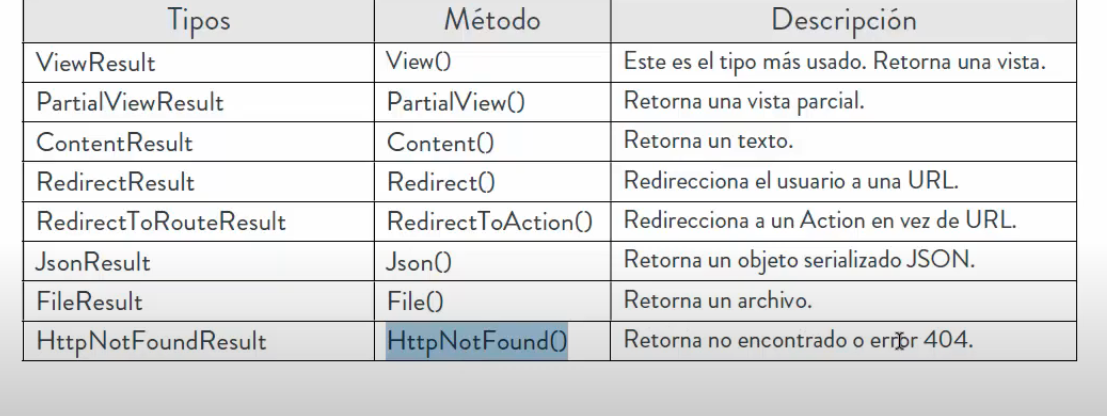 Tipos Método Descripción
ViewResult View() Este es el tipo más usado. Retorna una vista.
PartialViewResult PartialView() Retorna una vista parcial.
ContentResult Content() Retorna un texto.
RedirectResult Redirect() Redirecciona el usuario a una URL.
RedirectToRouteResult RedirectToAction() Redirecciona a un Action en vez de URL.
JsonResult Json() Retorna un objeto serializado JSON.
FileResult File() Retorna un archivo.
HttpNotFoundResult HttpNotFound() Retorna no encontrado o error 404.